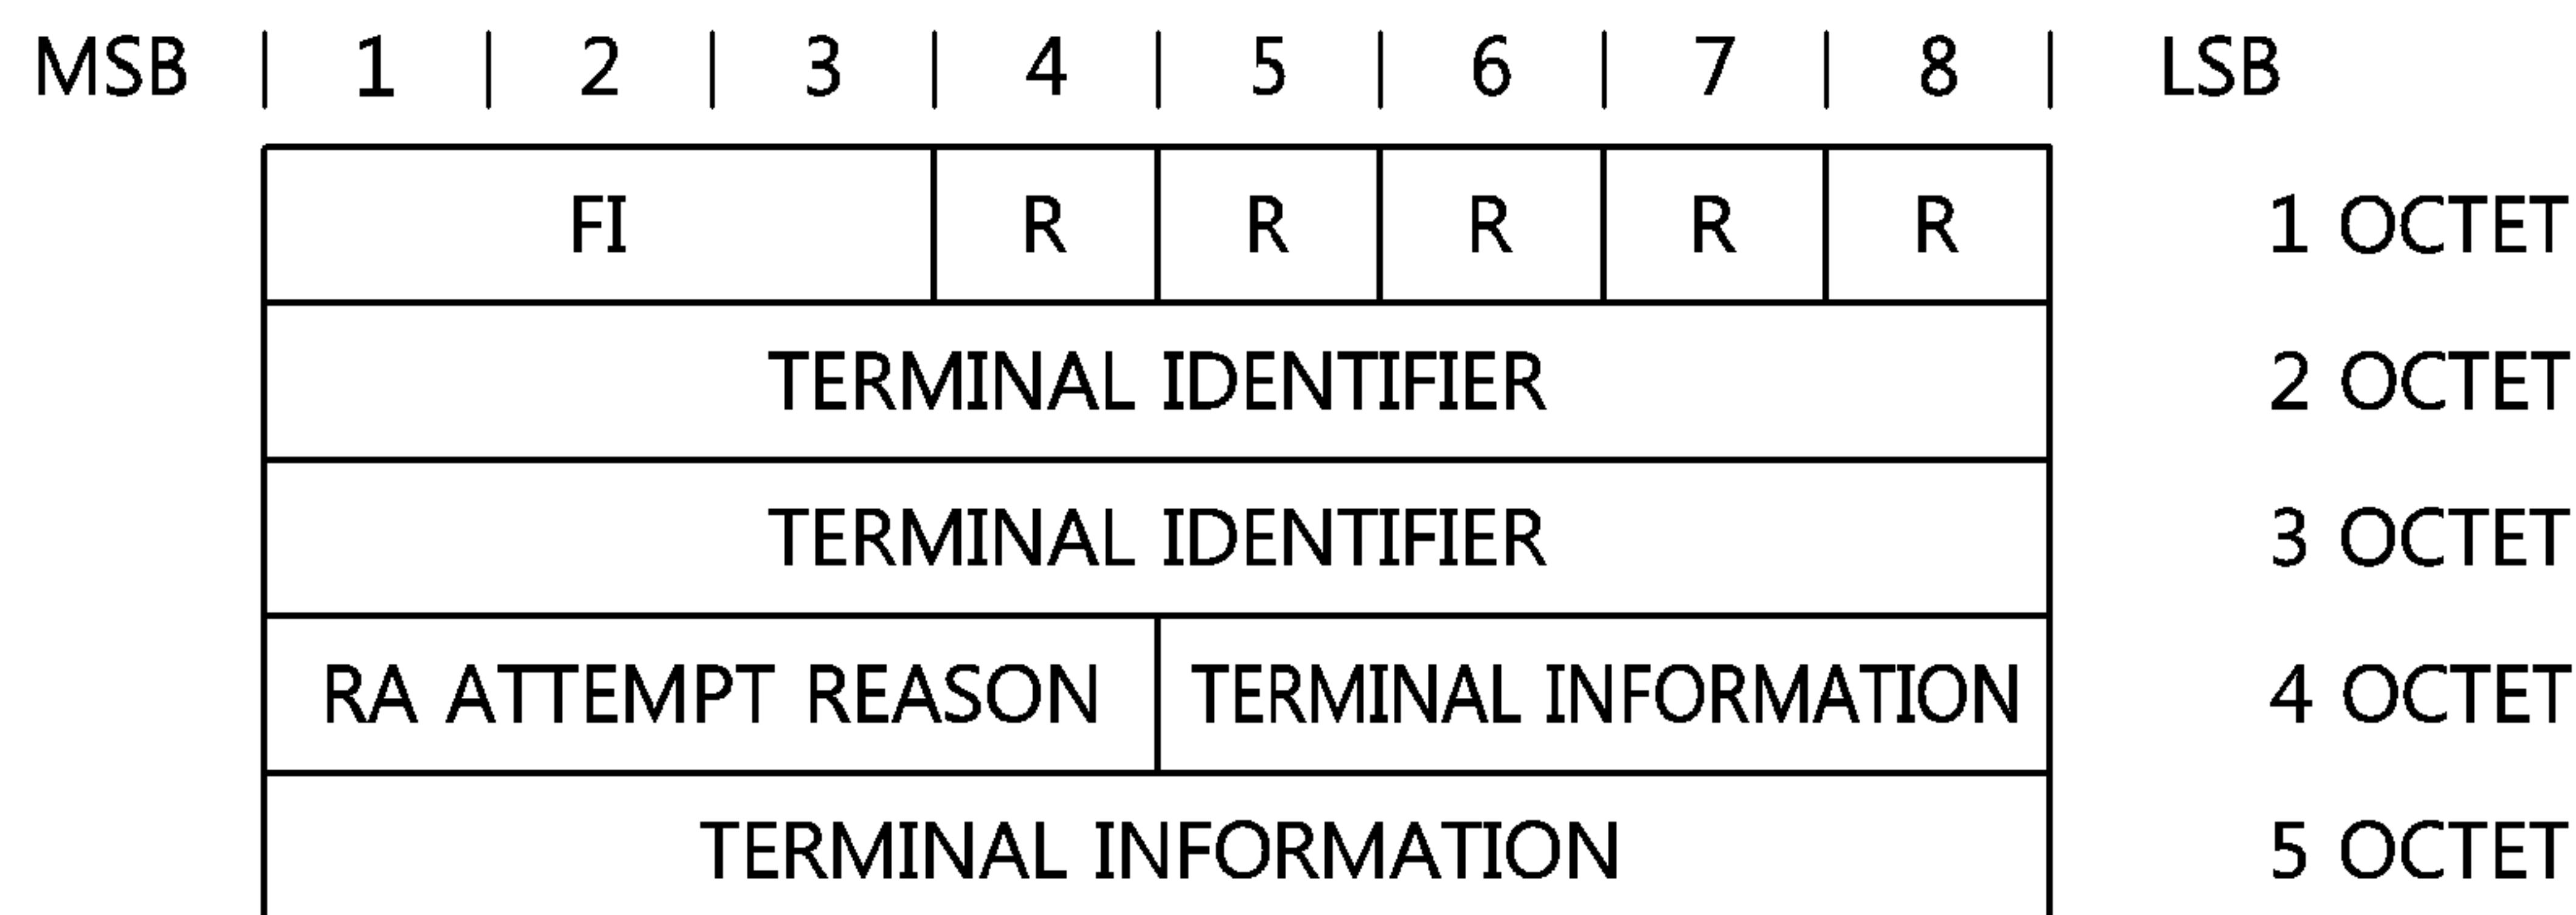 MSB | 1 | 2 | 3 | 4 | 5 | 6 | 7 | 8 | LSB
FI R R R R R 1 OCTET
TERMINAL IDENTIFIER 2 OCTET
TERMINAL IDENTIFIER 3 OCTET
RA ATTEMPT REASON TERMINAL INFORMATION 4 OCTET
TERMINAL INFORMATION 5 OCTET